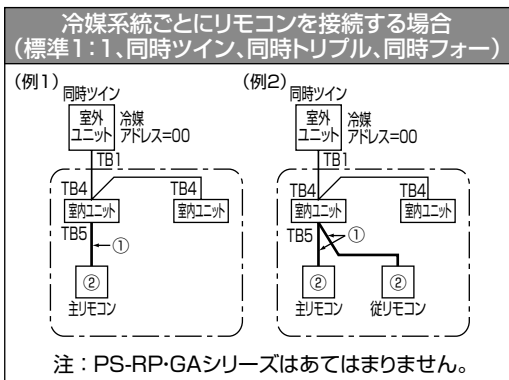 冷媒系統ごとにリモコンを接続する場合
(標準1:1、同時ツイン、同時トリプル、同時フォー)
(例1)
同時ツイン
室外
ユニット
冷媒
アドレス=00
TB1
TB4
TB4
室内ユニット
室内ユニット
TB5
①
②
主リモコン
(例2)
同時ツイン
室外
ユニット
冷媒
アドレス=00
TB1
TB4
TB4
室内ユニット
室内ユニット
TB5
①
②
②
主リモコン
従リモコン
注:PS-RP・GAシリーズはあてはまりません。